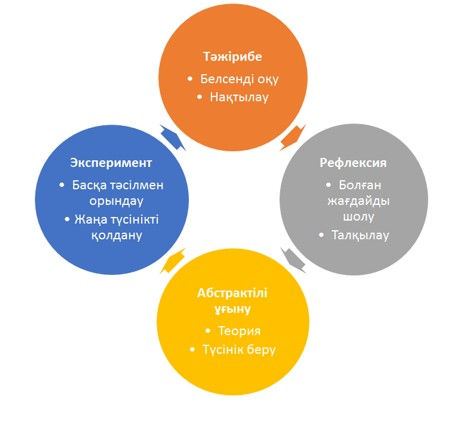 Тәжірибе
• Белсенді оқу
• Нақтылау
Эксперимент
• Басқа тәсілмен
орындау
• Жаңа түсінікті
қолдану
Рефлексия
• Болған
жағдайды
шолу
• Талқылау
Абстрактілі
ұғыну
• Теория
• Түсінік беру